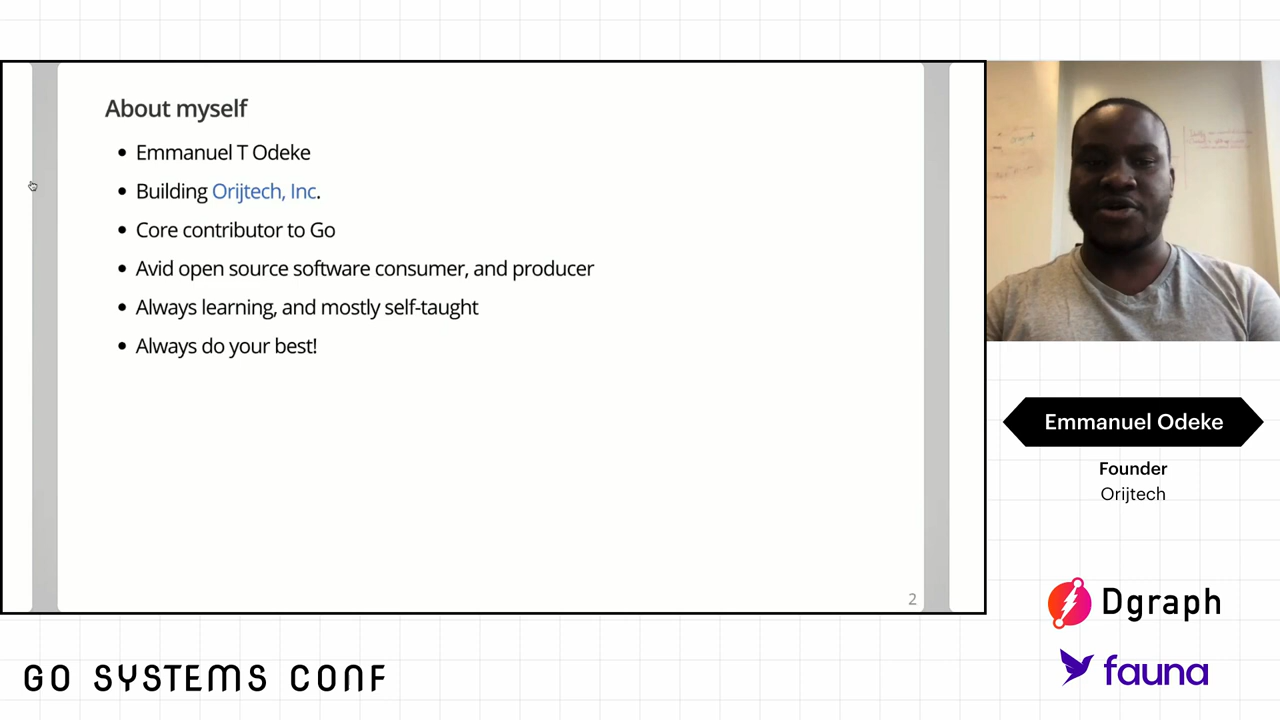 About myself
Emmanuel T Odeke
Building Orijtech, Inc.
Core contributor to Go
Avid open source software consumer, and producer
Always learning, and mostly self-taught
Always do your best!
2
Emmanuel Odeke
Founder
Orijtech
Dgraph
fauna
GO SYSTEMS CONF